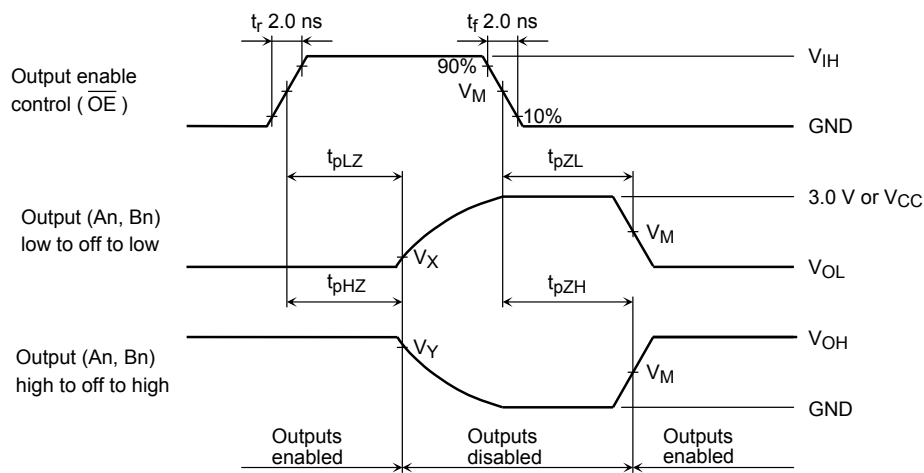 tr 2.0 ns
tf 2.0 ns
Output enable
control ( OE )
90%
VM
10%
VIH
GND
tpLZ
tpZL
Output (An, Bn)
low to off to low
3.0 V or VCC
VM
VX
VOL
tpHZ
tpZH
Output (An, Bn)
high to off to high
VY
VOH
VM
GND
Outputs
enabled
Outputs
disabled
Outputs
enabled